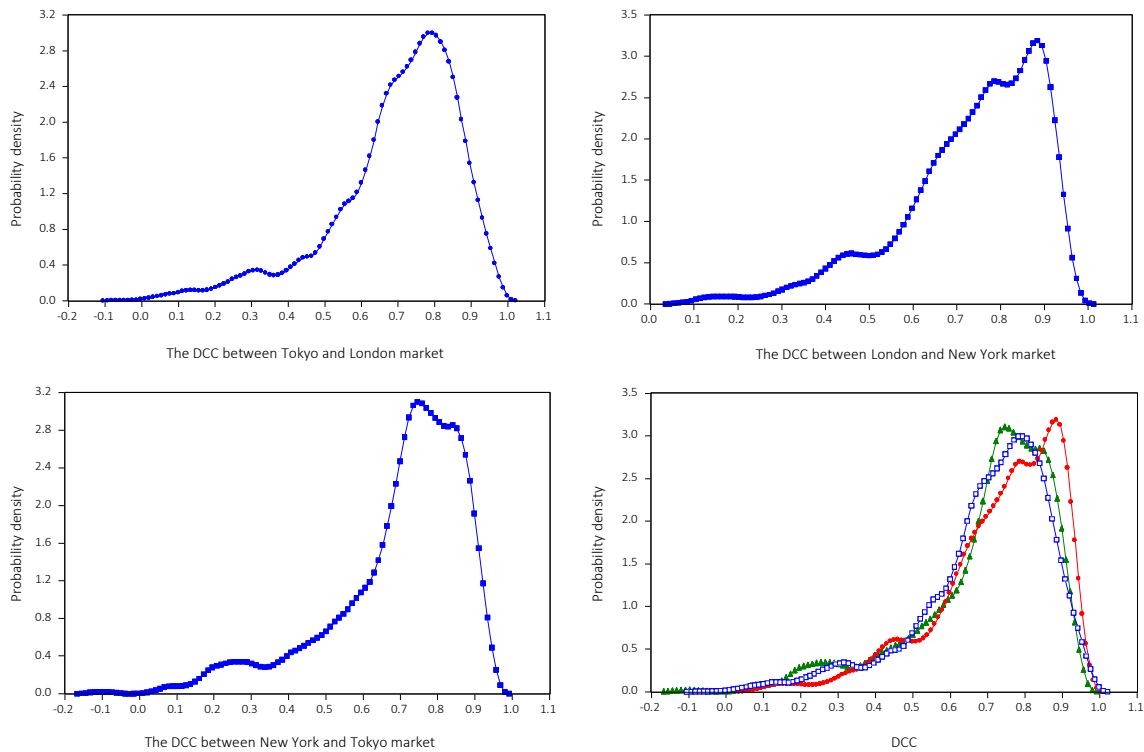 3.2
2.8
2.4
2.0
1.6
1.2
0.8
0.4
0.0
Probability density
-0.2 -0.1 0.0 0.1 0.2 0.3 0.4 0.5 0.6 0.7 0.8 0.9 1.0 1.1
The DCC between Tokyo and London market
3.5
3.0
2.5
2.0
1.5
1.0
0.5
0.0
Probability density
0.0 0.1 0.2 0.3 0.4 0.5 0.6 0.7 0.8 0.9 1.0 1.1
The DCC between London and New York market
3.2
2.8
2.4
2.0
1.6
1.2
0.8
0.4
0.0
Probability density
-0.2 -0.1 0.0 0.1 0.2 0.3 0.4 0.5 0.6 0.7 0.8 0.9 1.0 1.1
The DCC between New York and Tokyo market
3.5
3.0
2.5
2.0
1.5
1.0
0.5
0.0
Probability density
-0.2 -0.1 0.0 0.1 0.2 0.3 0.4 0.5 0.6 0.7 0.8 0.9 1.0 1.1
DCC